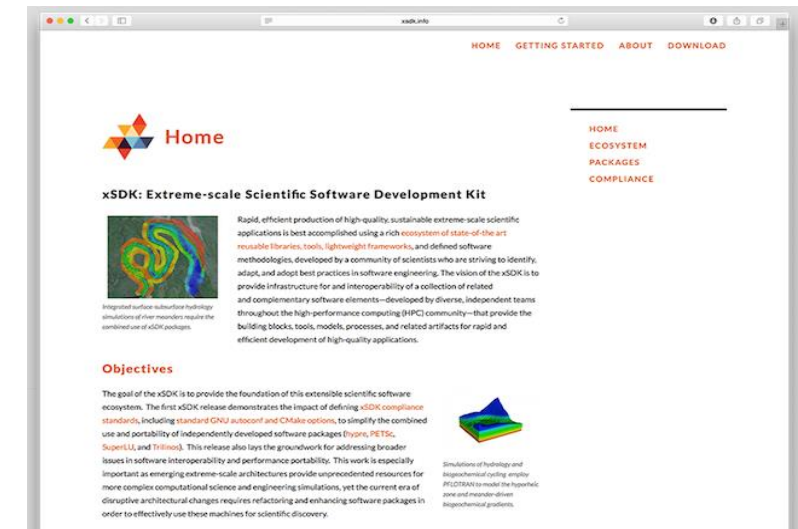 xsdk.info
HOME GETTING STARTED ABOUT DOWNLOAD
Home
HOME
ECOSYSTEM
PACKAGES
COMPLIANCE
xSDK: Extreme-scale Scientific Software Development Kit
Rapid, efficient production of high-quality, sustainable extreme-scale scientific
applications is best accomplished using a rich ecosystem of state-of-the art
reusable libraries, tools, lightweight frameworks, and defined software
methodologies, developed by a community of scientists who are striving to identify,
adapt, and adopt best practices in software engineering. The vision of the xSDK is to
provide infrastructure for and interoperability of a collection of related
and complementary software elements—developed by diverse, independent teams
throughout the high-performance computing (HPC) community—that provide the
building blocks, tools, models, processes, and related artifacts for rapid and
efficient development of high-quality applications.
Integrated surface-subsurface hydrology
simulations of river meanders require the
combined use of xSDK packages.
Objectives
The goal of the xSDK is to provide the foundation of this extensible scientific software
ecosystem. The first xSDK release demonstrates the impact of defining xSDK compliance
standards, including standard GNU autoconf and CMake options, to simplify the combined
use and portability of independently developed software packages (hypre, PETSc,
SuperLU, and Trilinos). This release also lays the groundwork for addressing broader
issues in software interoperability and performance portability. This work is especially
important as emerging extreme-scale architectures provide unprecedented resources for
more complex computational science and engineering simulations, yet the current era of
disruptive architectural changes requires refactoring and enhancing software packages in
order to effectively use these machines for scientific discovery.
Simulations of hydrology and
biogeochemical cycling employ
PFLOTRAN to model the hyporheic
zone and meander-driven
biogeochemical gradients.